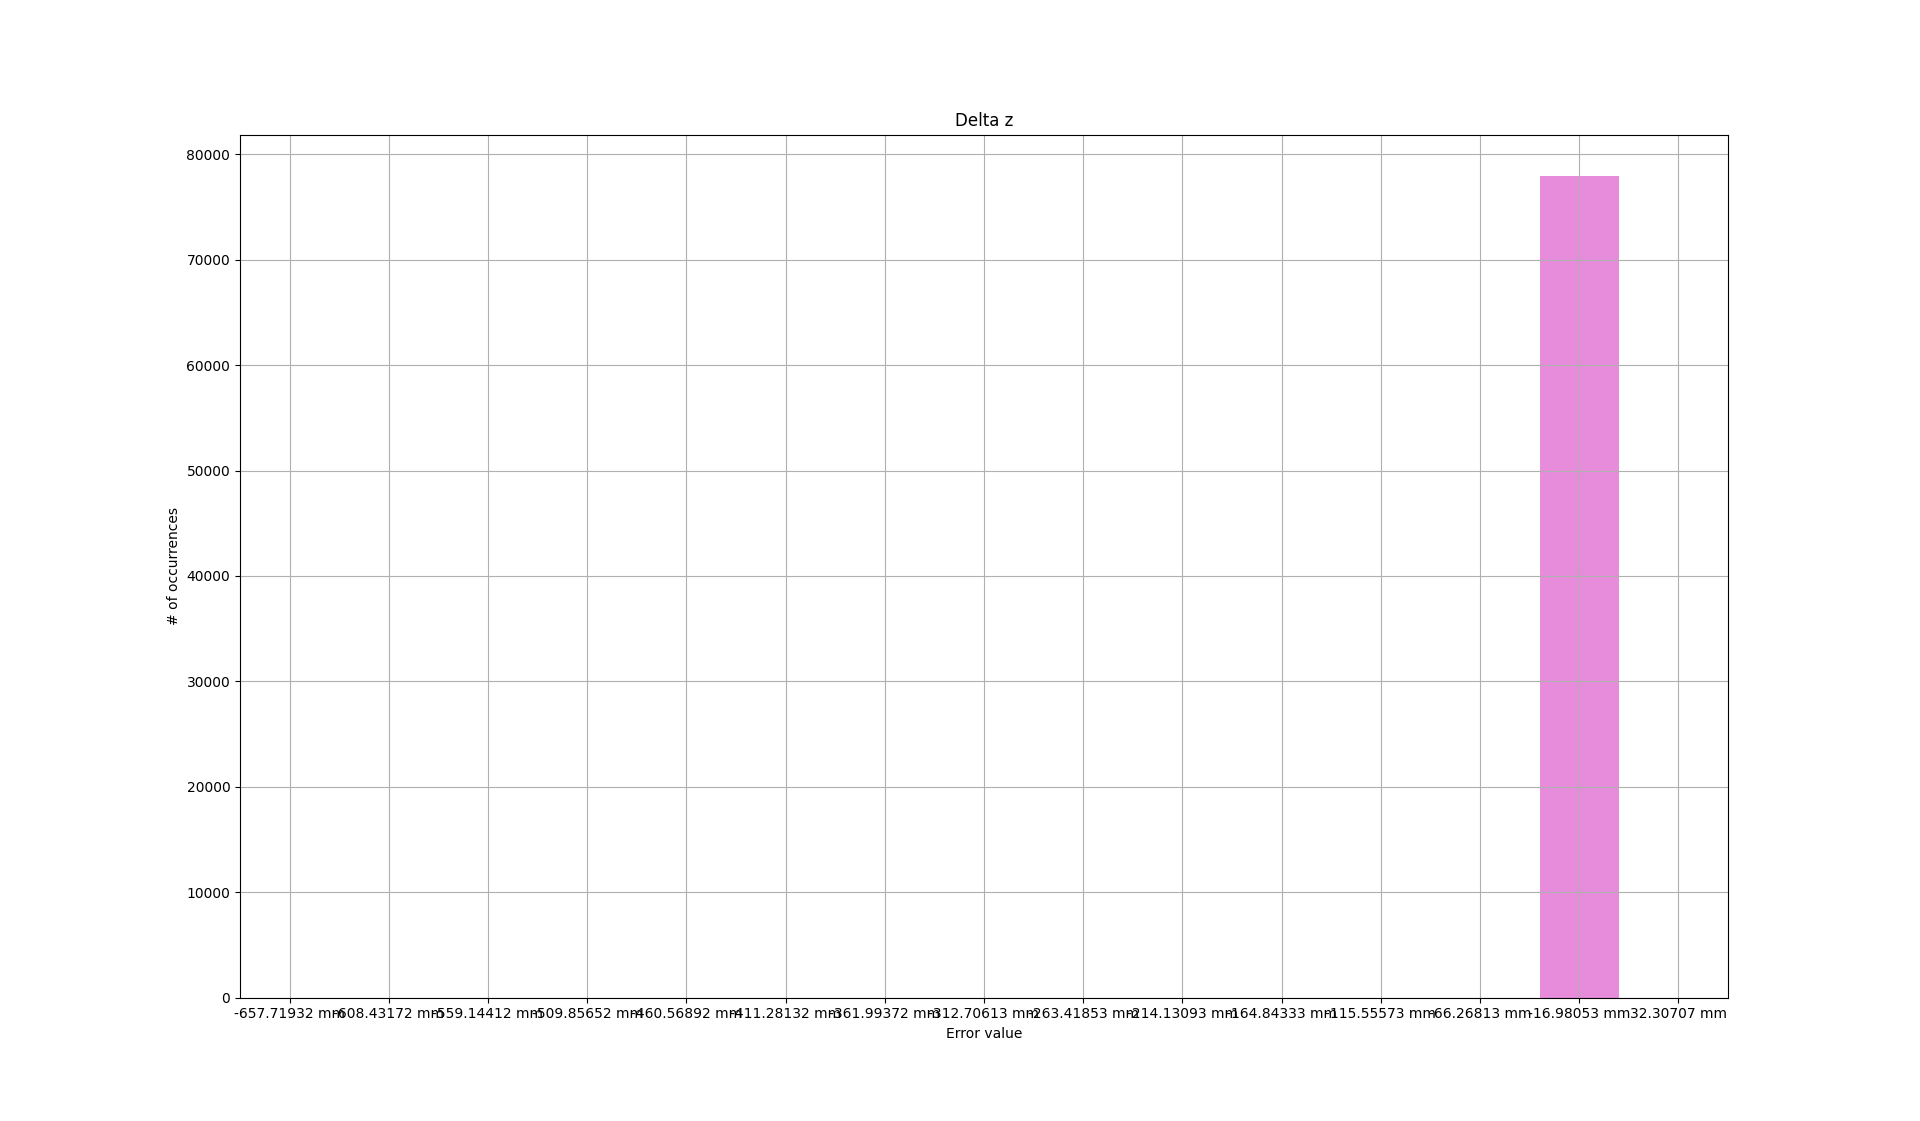 Delta z
80000
70000
60000
50000
40000
30000
20000
10000
0
# of occurrences
-657.71932 mm
-608.43172 mm
-559.14412 mm
-509.85652 mm
-460.56892 mm
-411.28132 mm
-361.99372 mm
-312.70613 mm
-263.41853 mm
-214.13093 mm
-164.84333 mm
-115.55573 mm
-66.26813 mm
-16.98053 mm
32.30707 mm
Error value